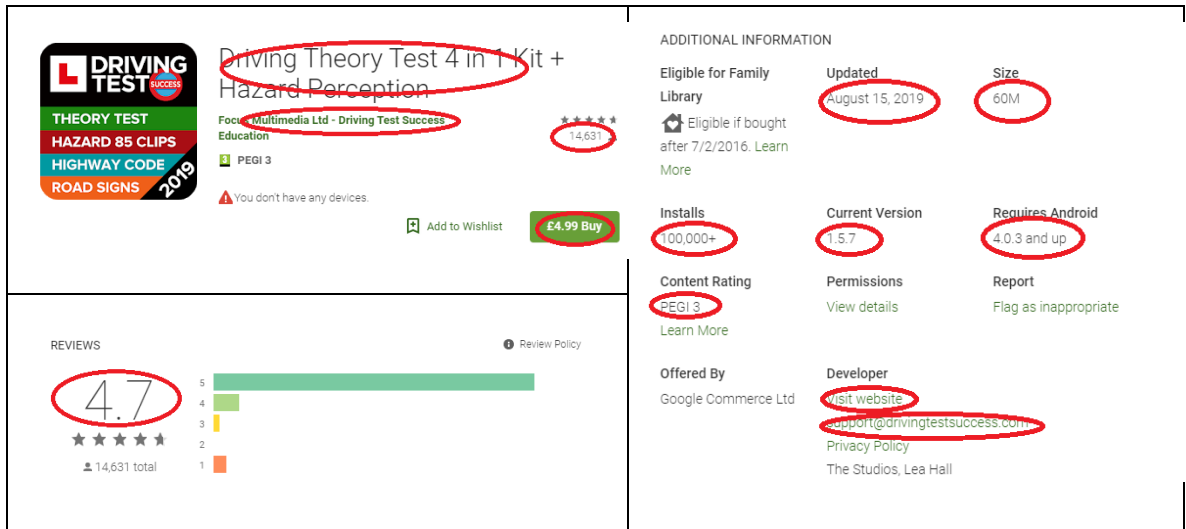 DRIVING
TEST SUCCESS
THEORY TEST
HAZARD 85 CLIPS
HIGHWAY CODE
ROAD SIGNS 2019
Driving Theory Test 4 in 1 Kit +
Hazard Perception
Focus Multimedia Ltd - Driving Test Success
Education
14,631
3 PEGI 3
You don't have any devices.
Add to Wishlist
£4.99 Buy
REVIEWS
Review Policy
4.7
14,631 total
5
4
3
2
1
ADDITIONAL INFORMATION
Eligible for Family
Library
Eligible if bought
after 7/2/2016. Learn
More
Updated
August 15, 2019
Size
60M
Installs
100,000+
Current Version
1.5.7
Requires Android
4.0.3 and up
Content Rating
PEGI 3
Learn More
Permissions
View details
Report
Flag as inappropriate
Offered By
Google Commerce Ltd
Developer
Visit website
support@drivingtestsuccess.com
Privacy Policy
The Studios, Lea Hall